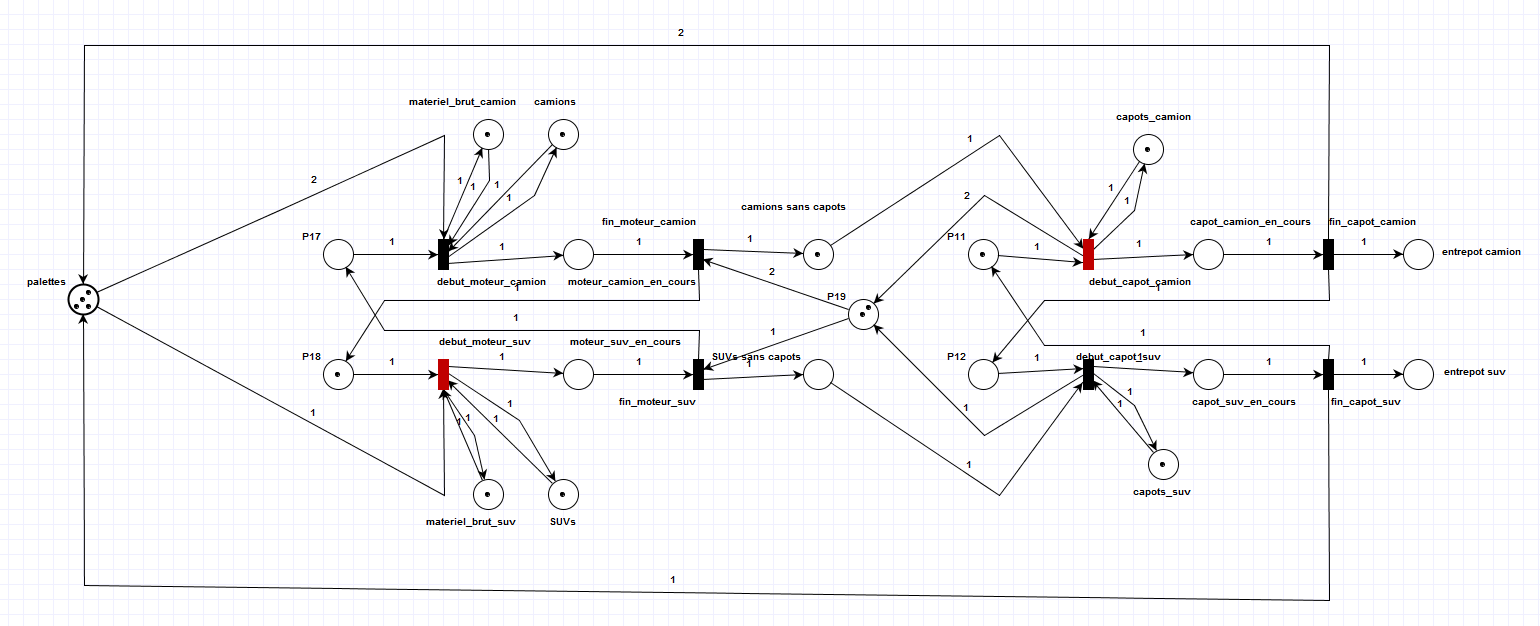 2
materiel_brut_camion
camions
capots_camion
1
2
1
1
1
1
2
1
1
camions sans capots
fin_moteur_camion
capot_camion_en_cours
fin_capot_camion
P17
1
1
1
1
P11
1
1
1
1
entrepot camion
palettes
debut_moteur_camion
moteur_camion_en_cours
2
debut_capot_camion
1
1
P19
1
1
1
debut_moteur_suv
moteur_suv_en_cours
P18
1
1
1
SUVs sans capots
1
P12
1
debut_capot_suv
1
1
1
entrepot suv
fin_moteur_suv
capot_suv_en_cours
fin_capot_suv
1
1
1
1
1
1
1
1
1
materiel_brut_suv
SUVs
capots_suv
1